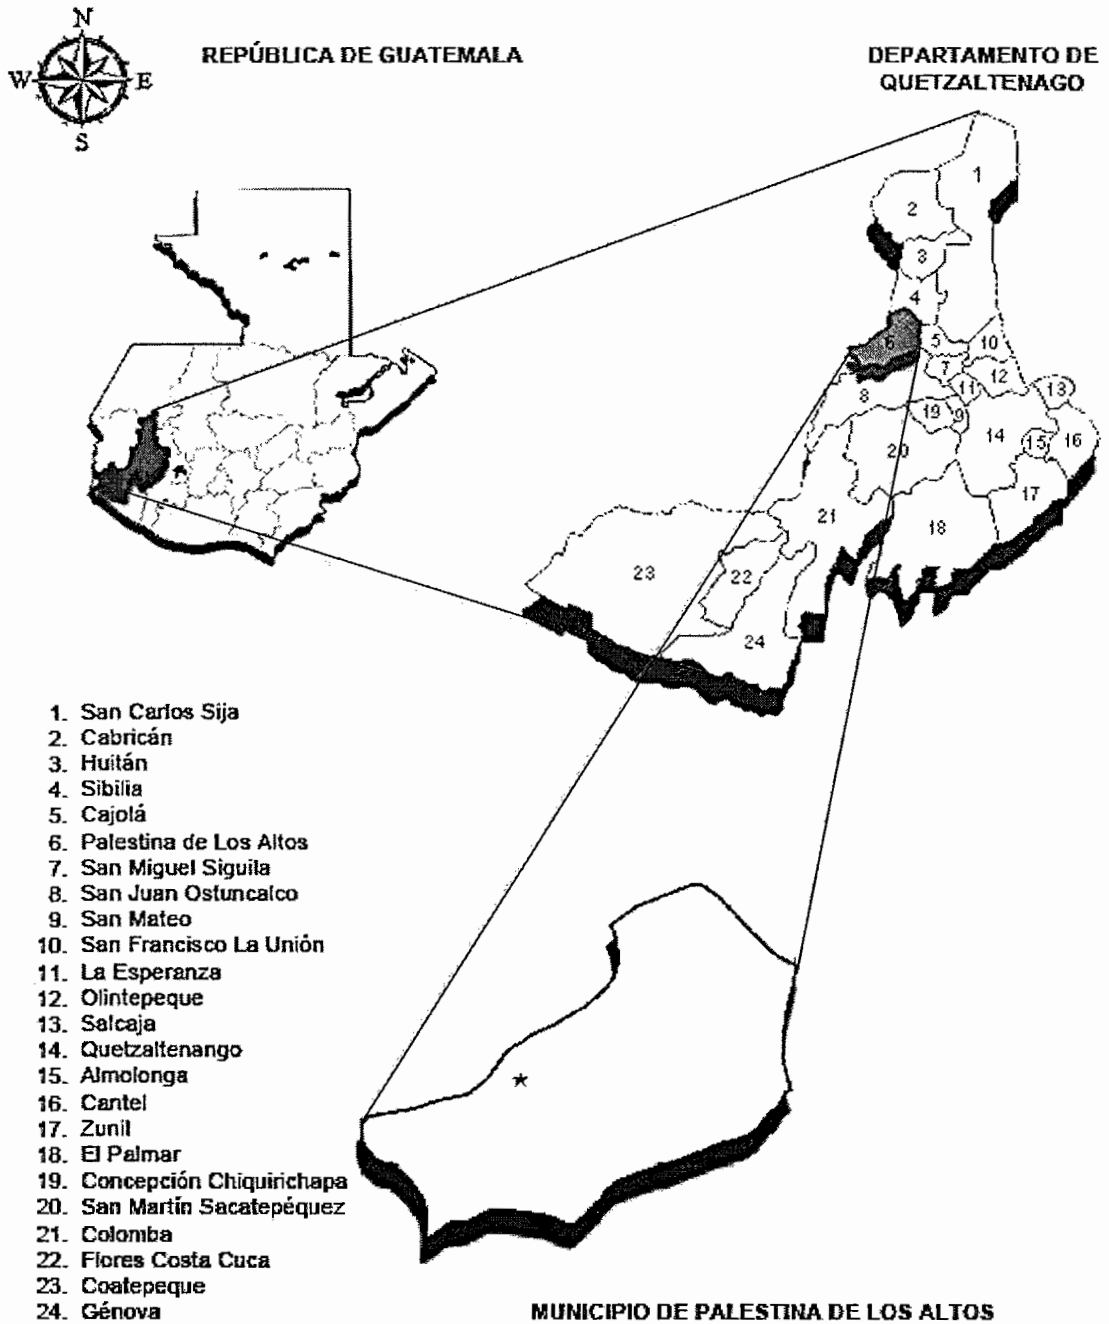 N
W E
S
REPÚBLICA DE GUATEMALA
DEPARTAMENTO DE
QUETZALTENAGO
1
2
3
4
5
6
7
10
12
8
11
13
19
9
14
15
16
20
17
21
18
23
22
24
1. San Carlos Sija
2. Cabricán
3. Huitán
4. Sibilia
5. Cajolá
6. Palestina de Los Altos
7. San Miguel Siguila
8. San Juan Ostuncalco
9. San Mateo
10. San Francisco La Unión
11. La Esperanza
12. Olintepeque
13. Salcaja
14. Quetzaltenango
15. Almolonga
16. Cantel
17. Zunil
18. El Palmar
19. Concepción Chiquirichapa
20. San Martín Sacatepéquez
21. Colomba
22. Flores Costa Cuca
23. Coatepeque
24. Génova
MUNICIPIO DE PALESTINA DE LOS ALTOS